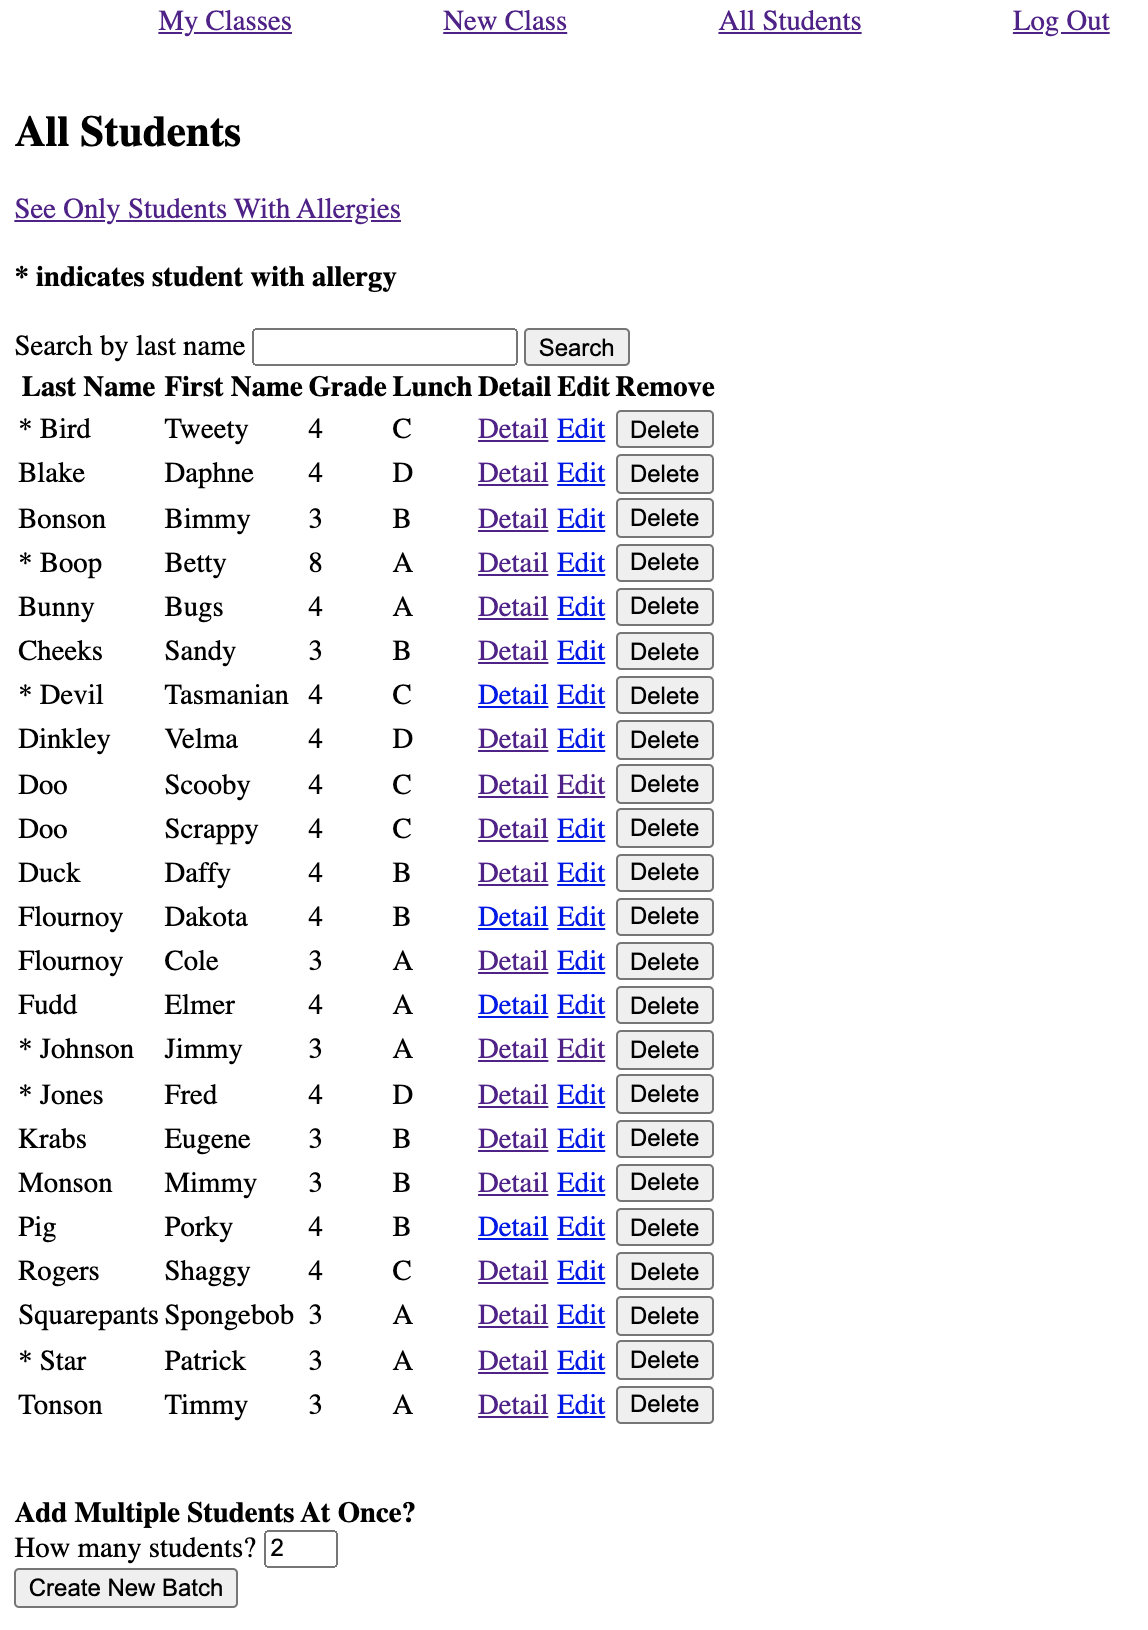 My Classes New Class All Students Log Out
All Students
See Only Students With Allergies
* indicates student with allergy
Search by last name Search
Last Name First Name Grade Lunch Detail Edit Remove
* Bird Tweety 4 C Detail Edit Delete
Blake Daphne 4 D Detail Edit Delete
Bonson Bimmy 3 B Detail Edit Delete
* Boop Betty 8 A Detail Edit Delete
Bunny Bugs 4 A Detail Edit Delete
Cheeks Sandy 3 B Detail Edit Delete
* Devil Tasmanian 4 C Detail Edit Delete
Dinkley Velma 4 D Detail Edit Delete
Doo Scooby 4 C Detail Edit Delete
Doo Scrappy 4 C Detail Edit Delete
Duck Daffy 4 B Detail Edit Delete
Flournoy Dakota 4 B Detail Edit Delete
Flournoy Cole 3 A Detail Edit Delete
Fudd Elmer 4 A Detail Edit Delete
* Johnson Jimmy 3 A Detail Edit Delete
* Jones Fred 4 D Detail Edit Delete
Krabs Eugene 3 B Detail Edit Delete
Monson Mimmy 3 B Detail Edit Delete
Pig Porky 4 B Detail Edit Delete
Rogers Shaggy 4 C Detail Edit Delete
Squarepants Spongebob 3 A Detail Edit Delete
* Star Patrick 3 A Detail Edit Delete
Tonson Timmy 3 A Detail Edit Delete
Add Multiple Students At Once?
How many students? 2
Create New Batch